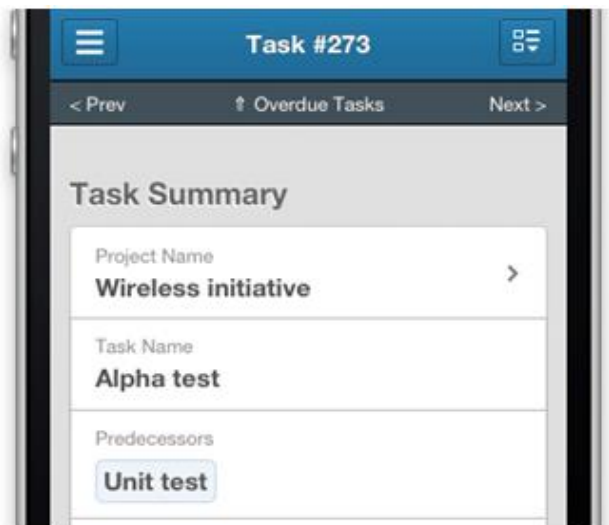 Task #273
< Prev ⇑ Overdue Tasks Next >
Task Summary
Project Name
Wireless initiative
Task Name
Alpha test
Predecessors
Unit test